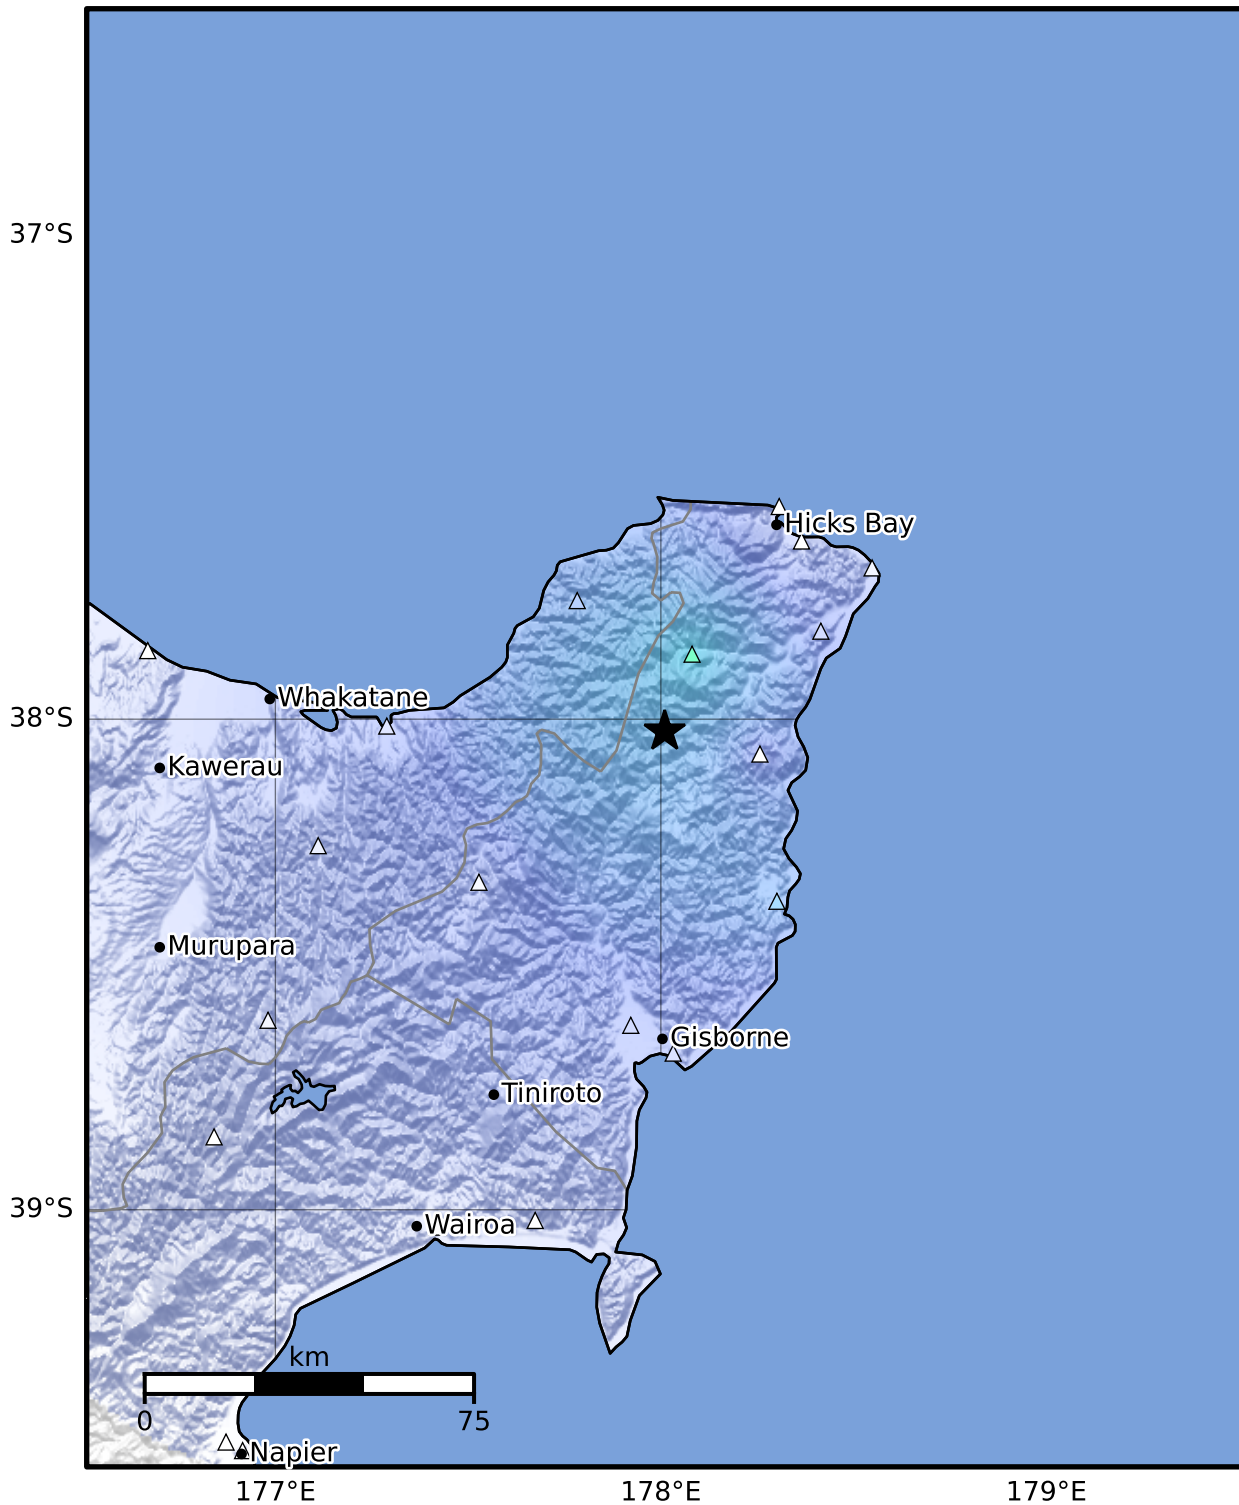 37°S
Hicks Bay
Whakatane
38°S
Kawerau
Murupara
Gisborne
Tiniroto
39°S
Wairoa
km
0 75
Napier
177°E 178°E 179°E